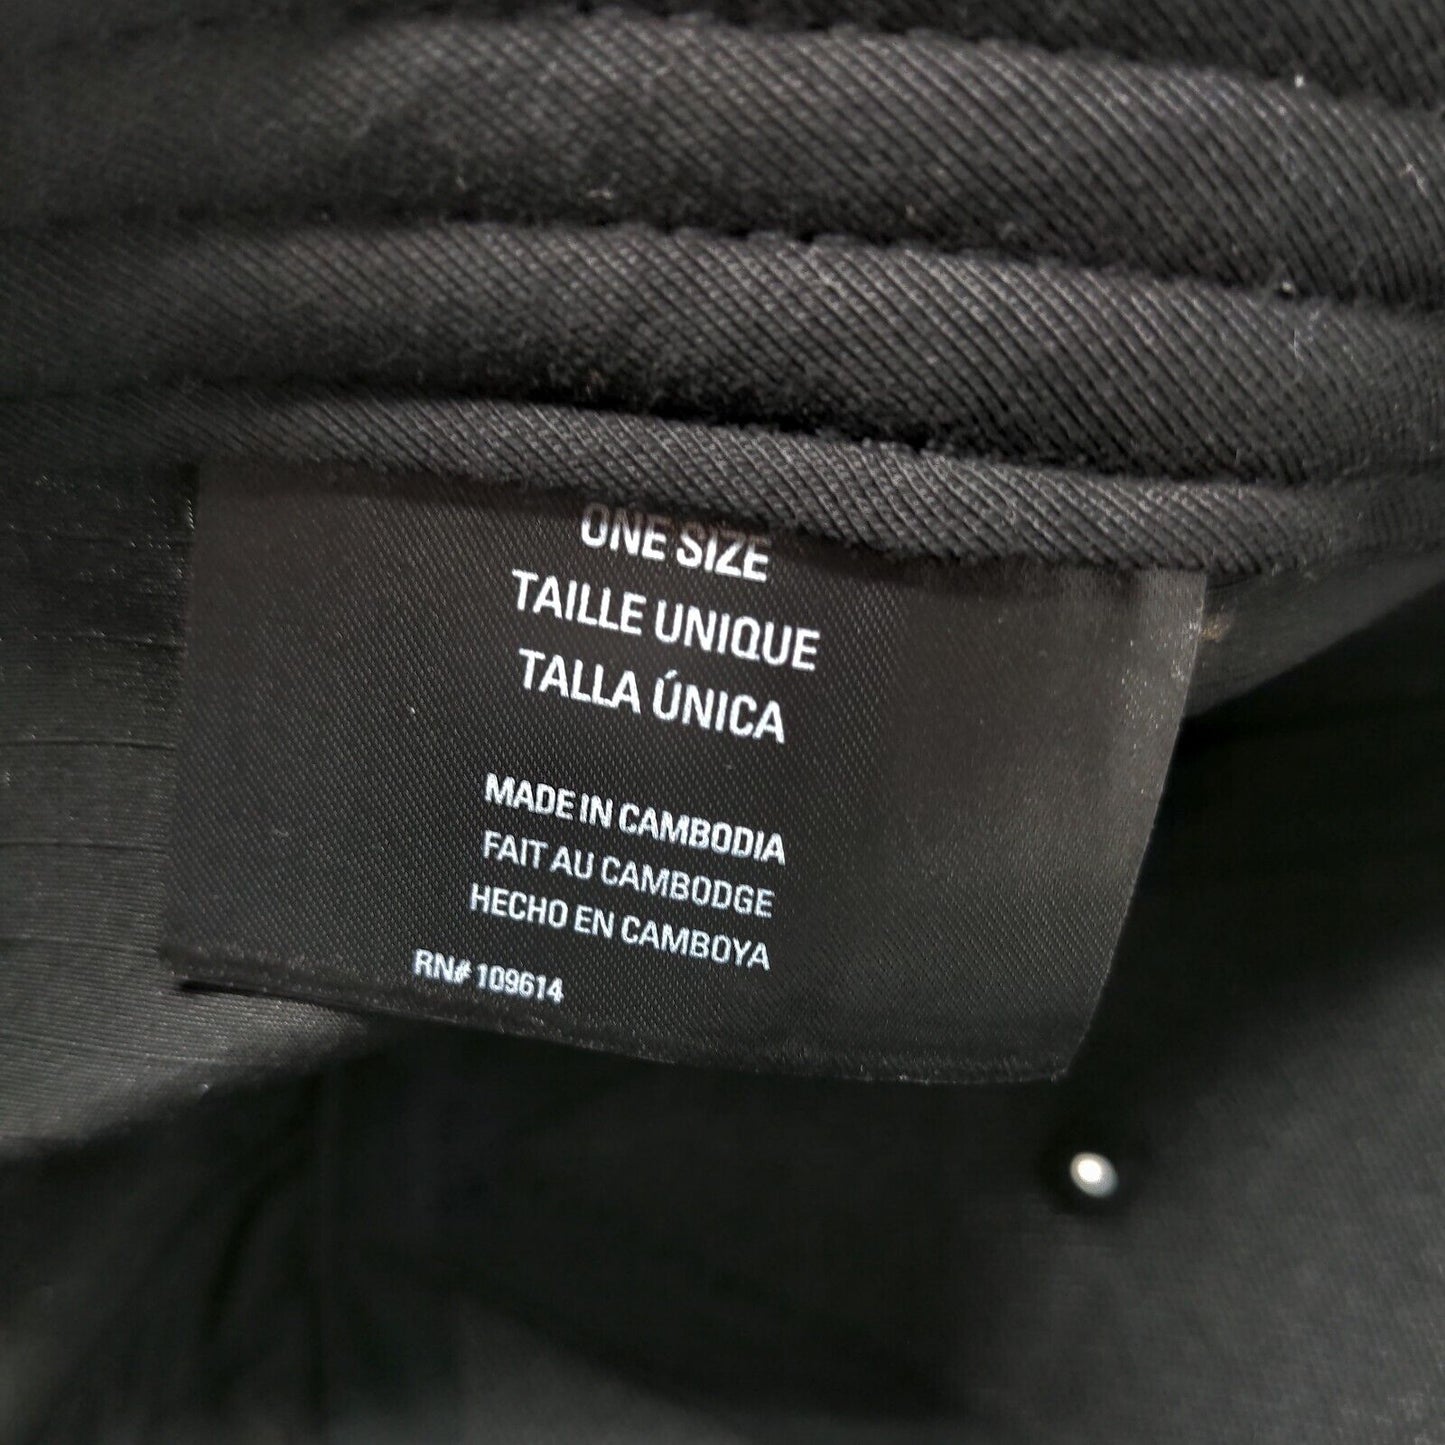 ONE SIZE
TAILLE UNIQUE
TALLA ÚNICA
MADE IN CAMBODIA
FAIT AU CAMBODGE
HECHO EN CAMBOYA
RN# 109614